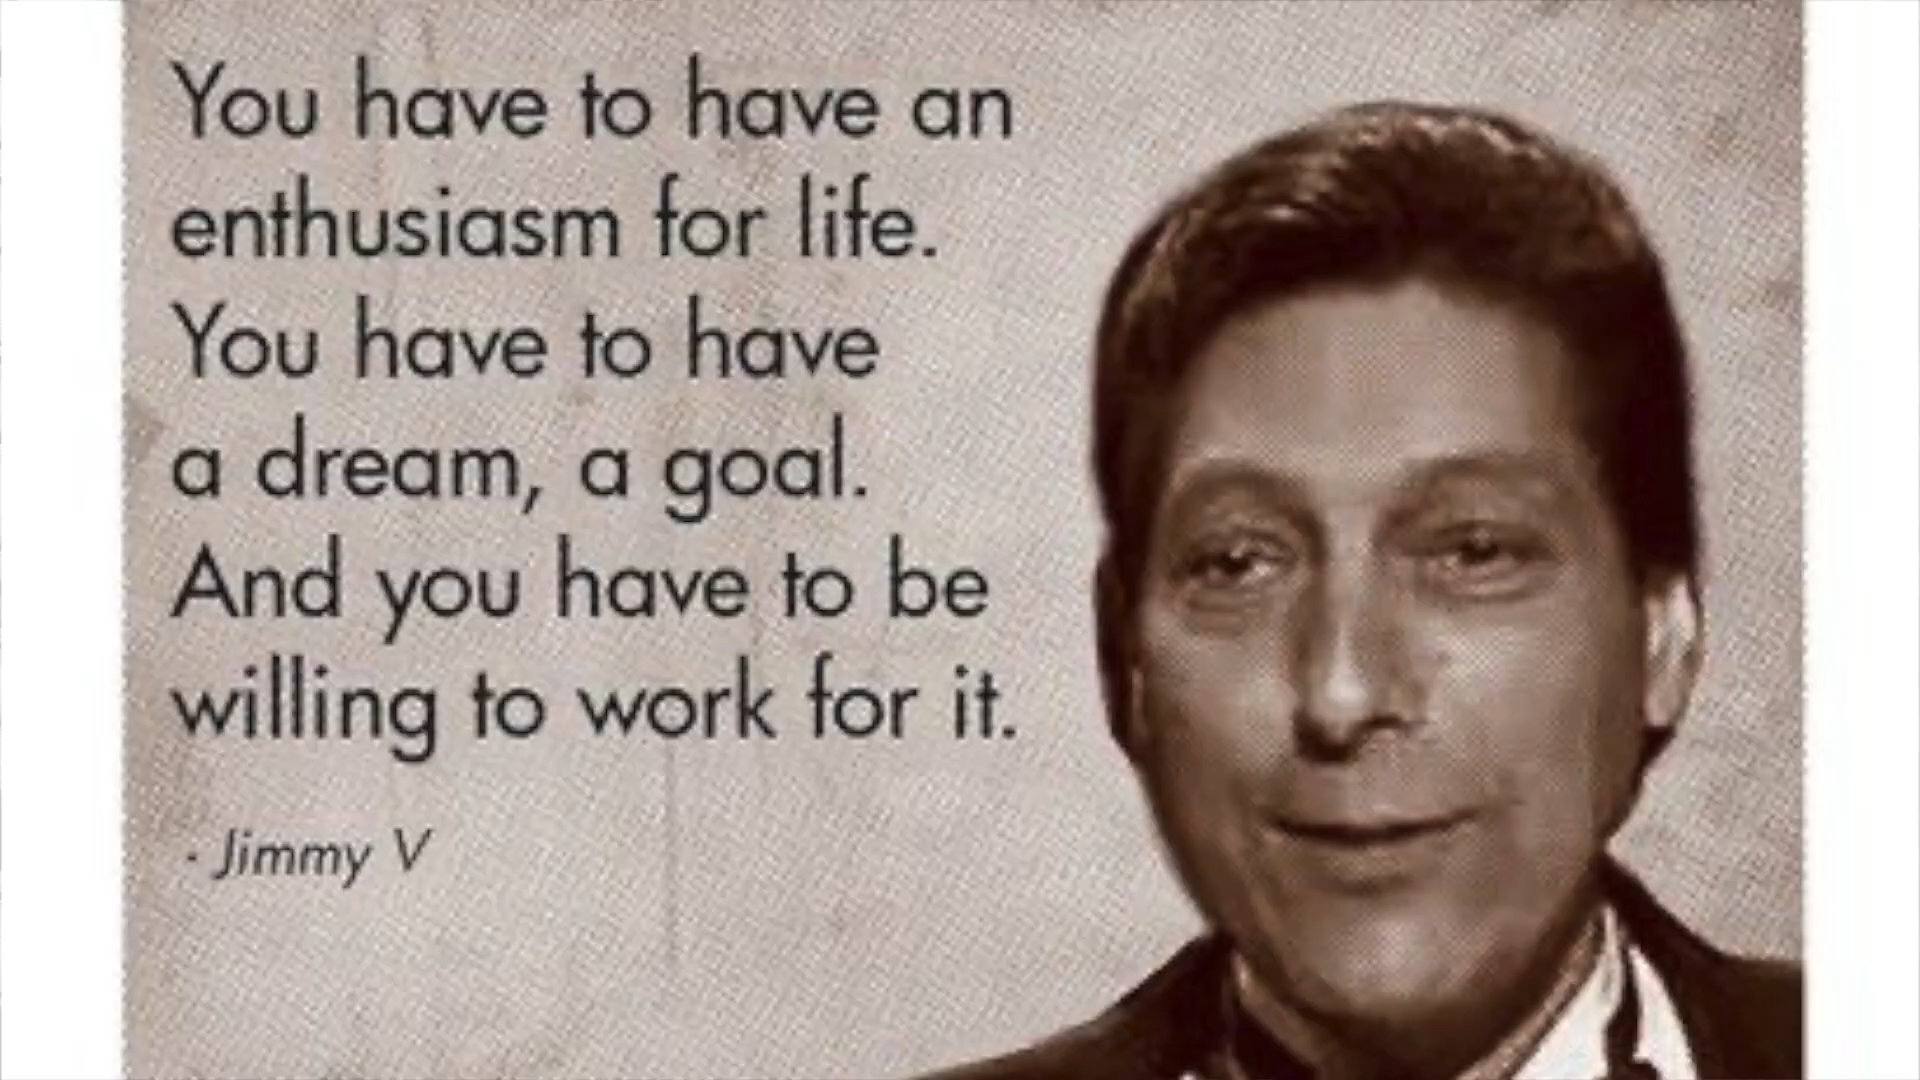 You have to have an
enthusiasm for life.
You have to have
a dream, a goal.
And you have to be
willing to work for it.
- Jimmy V